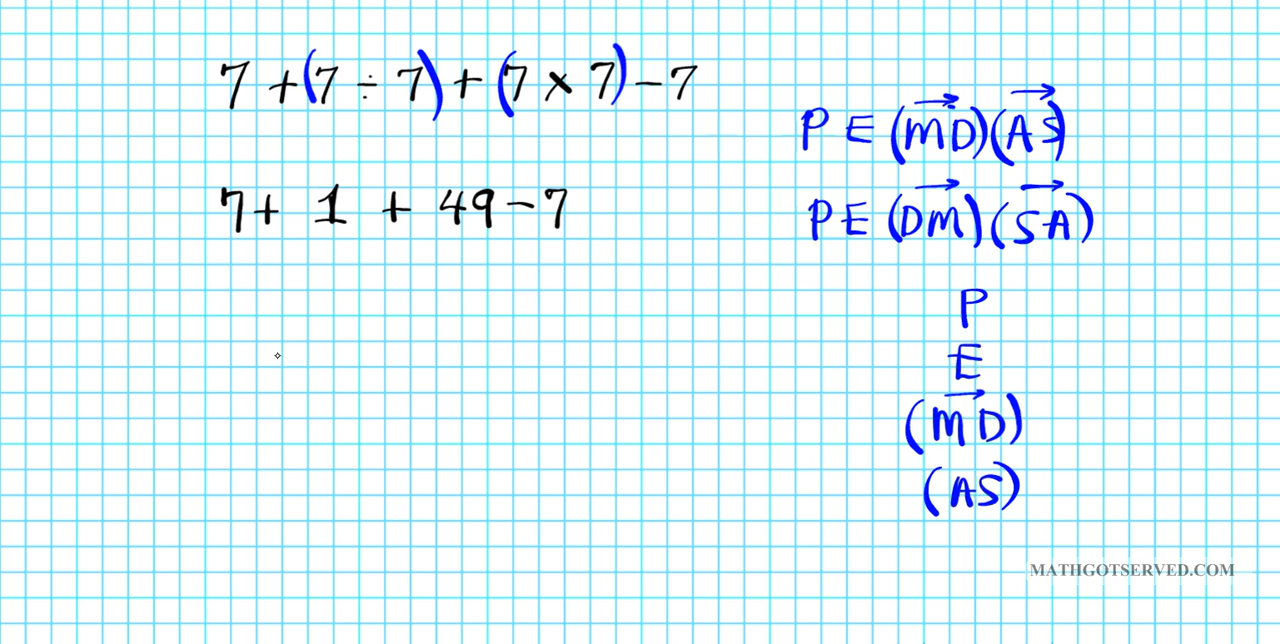 7 + (7 ÷ 7) + (7 × 7) − 7
7 + 1 + 49 − 7
P E (MD)(AS)
P E (DM)(SA)
P
E
(MD)
(AS)
MATHGOTSERVED.COM